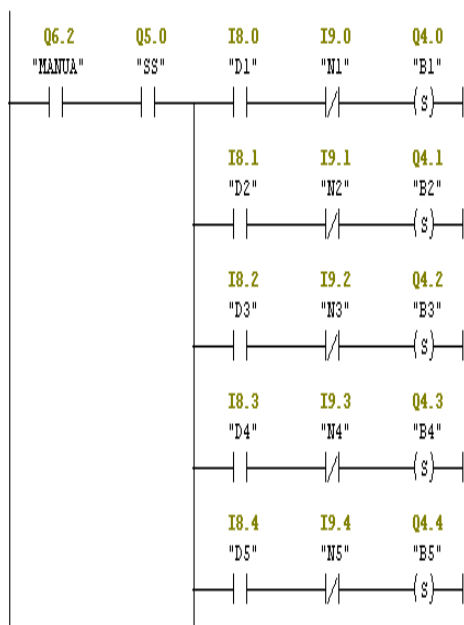 Q6.2 Q5.0 I8.0 I9.0 Q4.0
"MANUA" "SS" "D1" "N1" "B1"
S
I8.1 I9.1 Q4.1
"D2" "N2" "B2"
S
I8.2 I9.2 Q4.2
"D3" "N3" "B3"
S
I8.3 I9.3 Q4.3
"D4" "N4" "B4"
S
I8.4 I9.4 Q4.4
"D5" "N5" "B5"
S